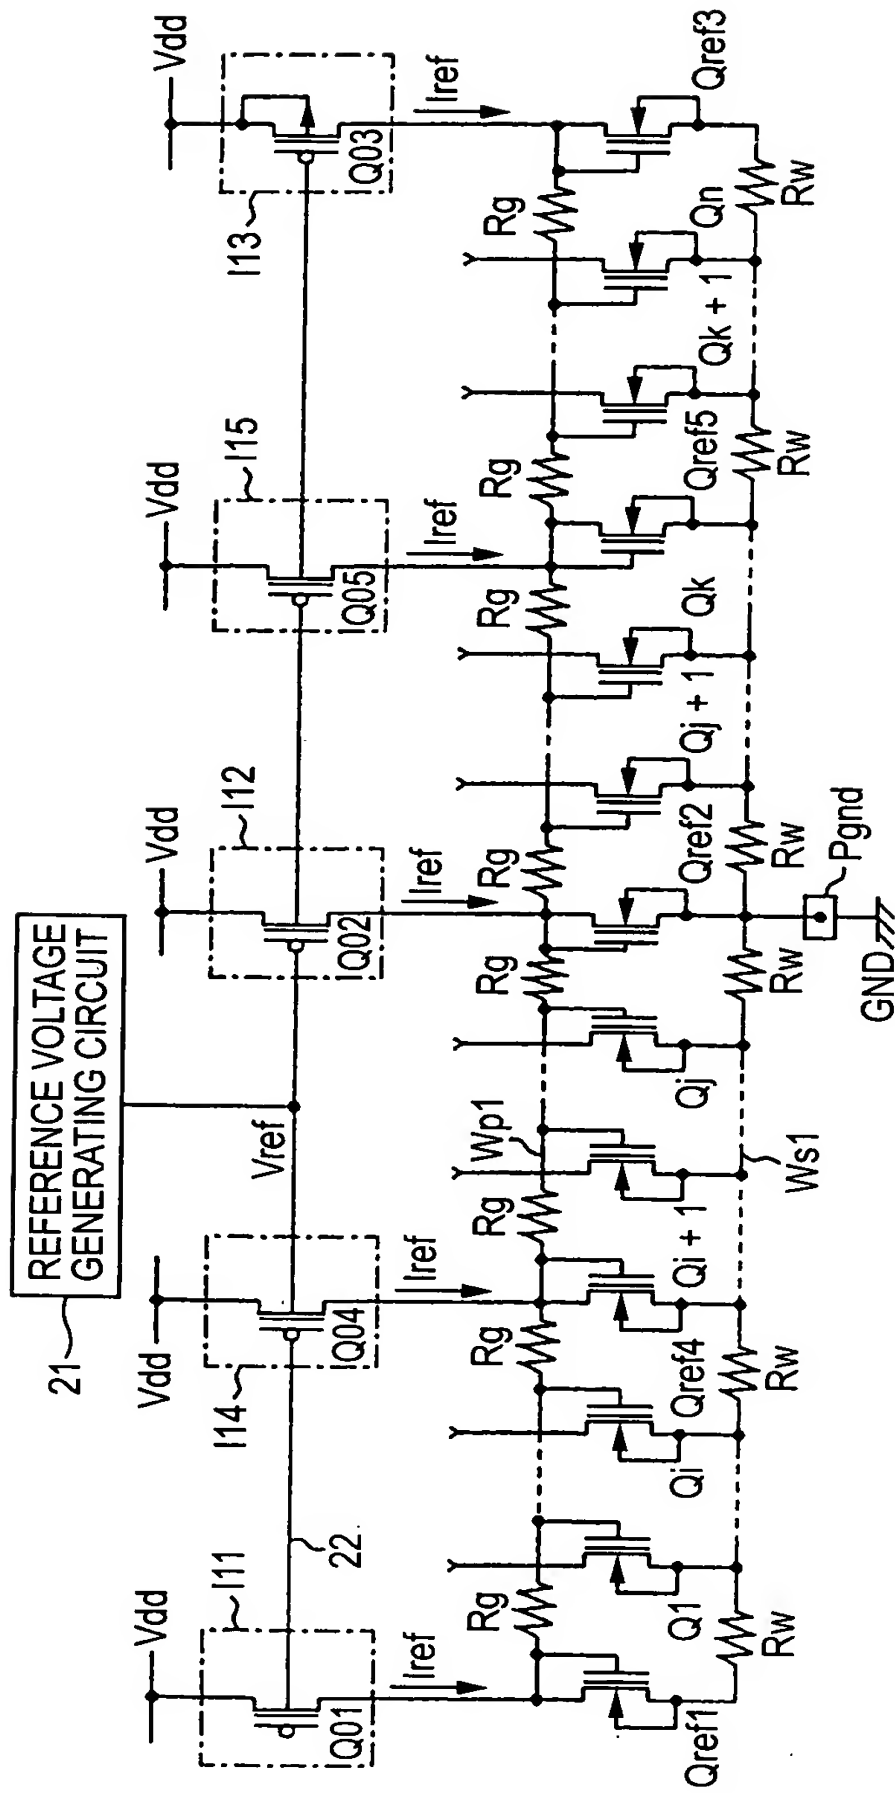 REFERENCE VOLTAGE
GENERATING CIRCUIT
21
Vdd
Vdd
Vdd
Vdd
Vdd
I11
I14
I12
I15
I13
Vref
22
Q01
Q04
Q02
Q05
Q03
Iref
Iref
Iref
Iref
Iref
Rg
Rg
Rg
Wp1
Rg
Rg
Rg
Rg
Rg
Qref1
Q1
Qi
Qref4
Qi + 1
Qj
Qref2
Qj + 1
Qk
Qref5
Qk + 1
Qn
Qref3
Rw
Rw
Ws1
Rw
Rw
Rw
Rw
Pgnd
GND